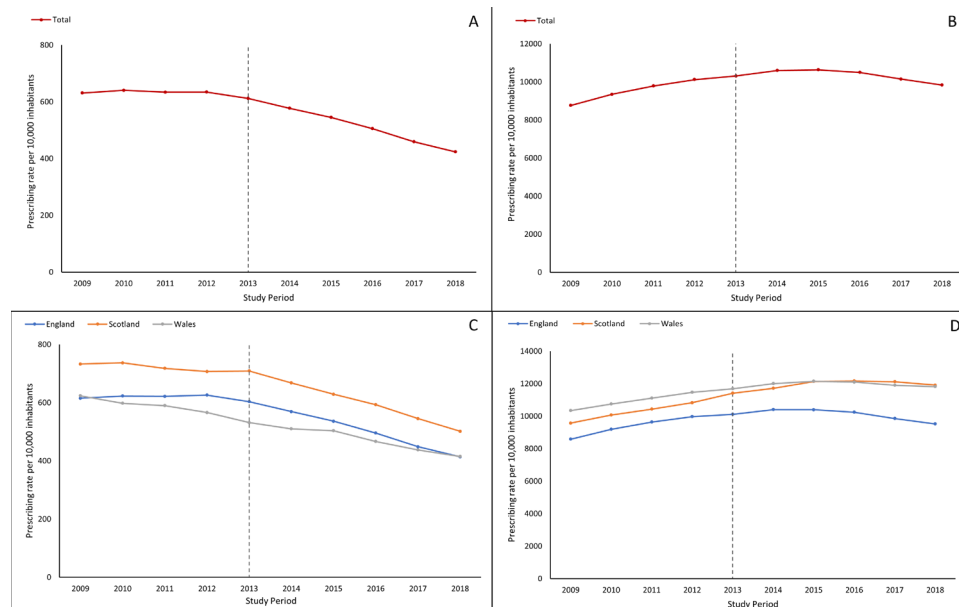 Total
A
Prescribing rate per 10,000 inhabitants
800
600
400
200
0
2009 2010 2011 2012 2013 2014 2015 2016 2017 2018
Study Period
Total
B
Prescribing rate per 10,000 inhabitants
12000
10000
8000
6000
4000
2000
0
2009 2010 2011 2012 2013 2014 2015 2016 2017 2018
Study Period
England Scotland Wales
C
Prescribing rate per 10,000 inhabitants
800
600
400
200
0
2009 2010 2011 2012 2013 2014 2015 2016 2017 2018
Study Period
England Scotland Wales
D
Prescribing rate per 10,000 inhabitants
14000
12000
10000
8000
6000
4000
2000
0
2009 2010 2011 2012 2013 2014 2015 2016 2017 2018
Study Period